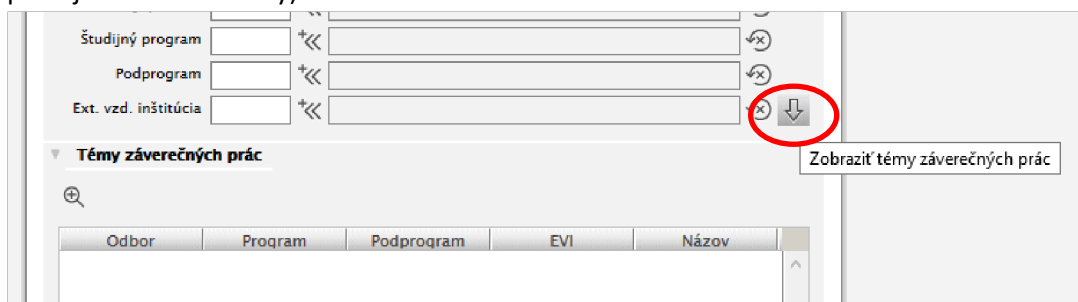 Študijný program
Podprogram
Ext. vzd. inštitúcia
Témy záverečných prác
Zobraziť témy záverečných prác
Odbor Program Podprogram EVI Názov